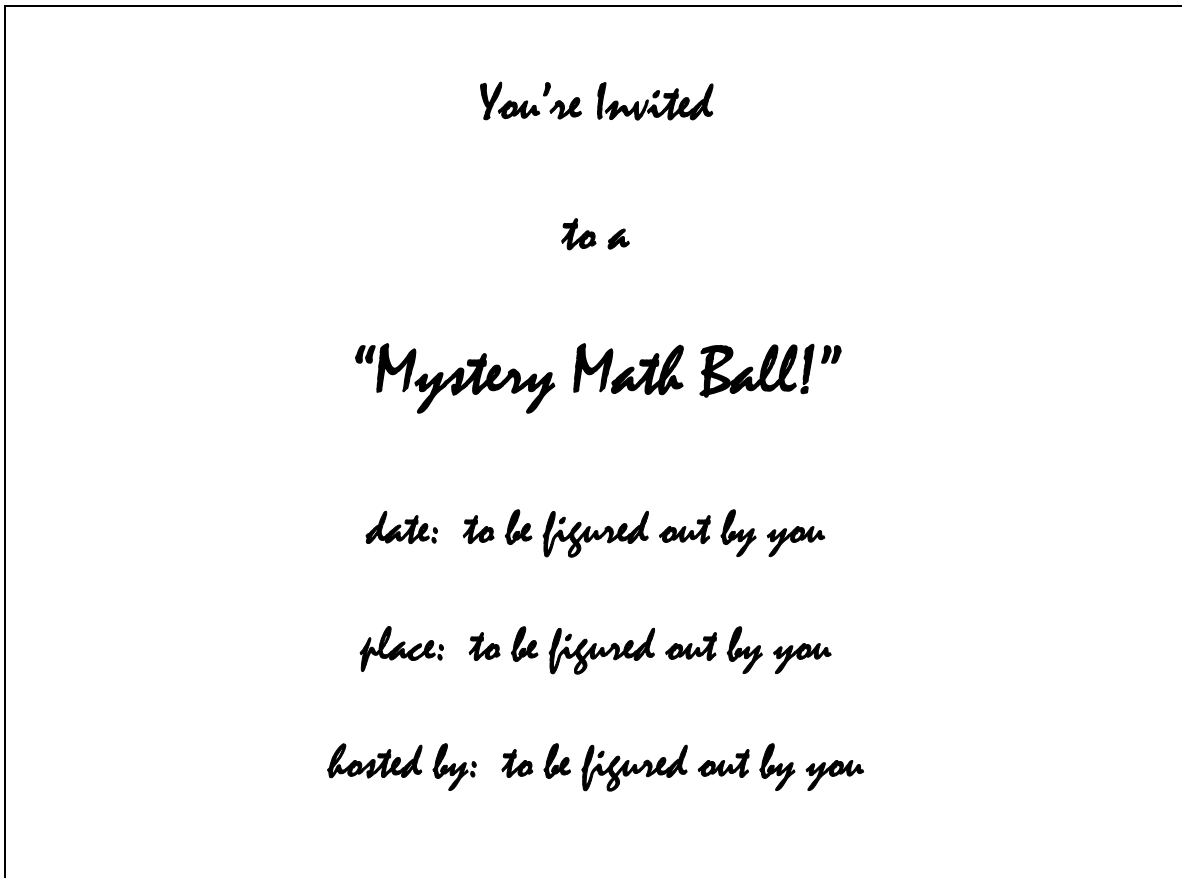 You’re Invited
to a
“Mystery Math Ball!”
date: to be figured out by you
place: to be figured out by you
hosted by: to be figured out by you